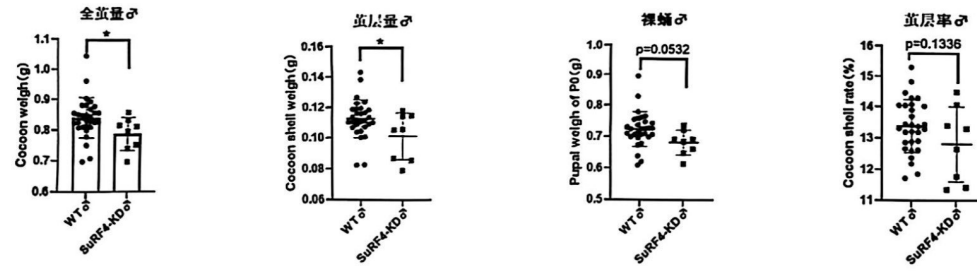 全茧量♂
*
Cocoon weigh(g)
1.1
1.0
0.9
0.8
0.7
0.6
WT♂
SuRF4-KD♂
茧层量♂
*
Cocoon shell weigh(g)
0.16
0.14
0.12
0.10
0.08
0.06
WT♂
SuRF4-KD♂
裸蛹♂
p=0.0532
Pupal weigh of P0(g)
1.0
0.9
0.8
0.7
0.6
0.5
WT♂
SuRF4-KD♂
茧层率♂
p=0.1336
Cocoon shell rate(%)
16
15
14
13
12
11
WT♂
SuRF4-KD♂